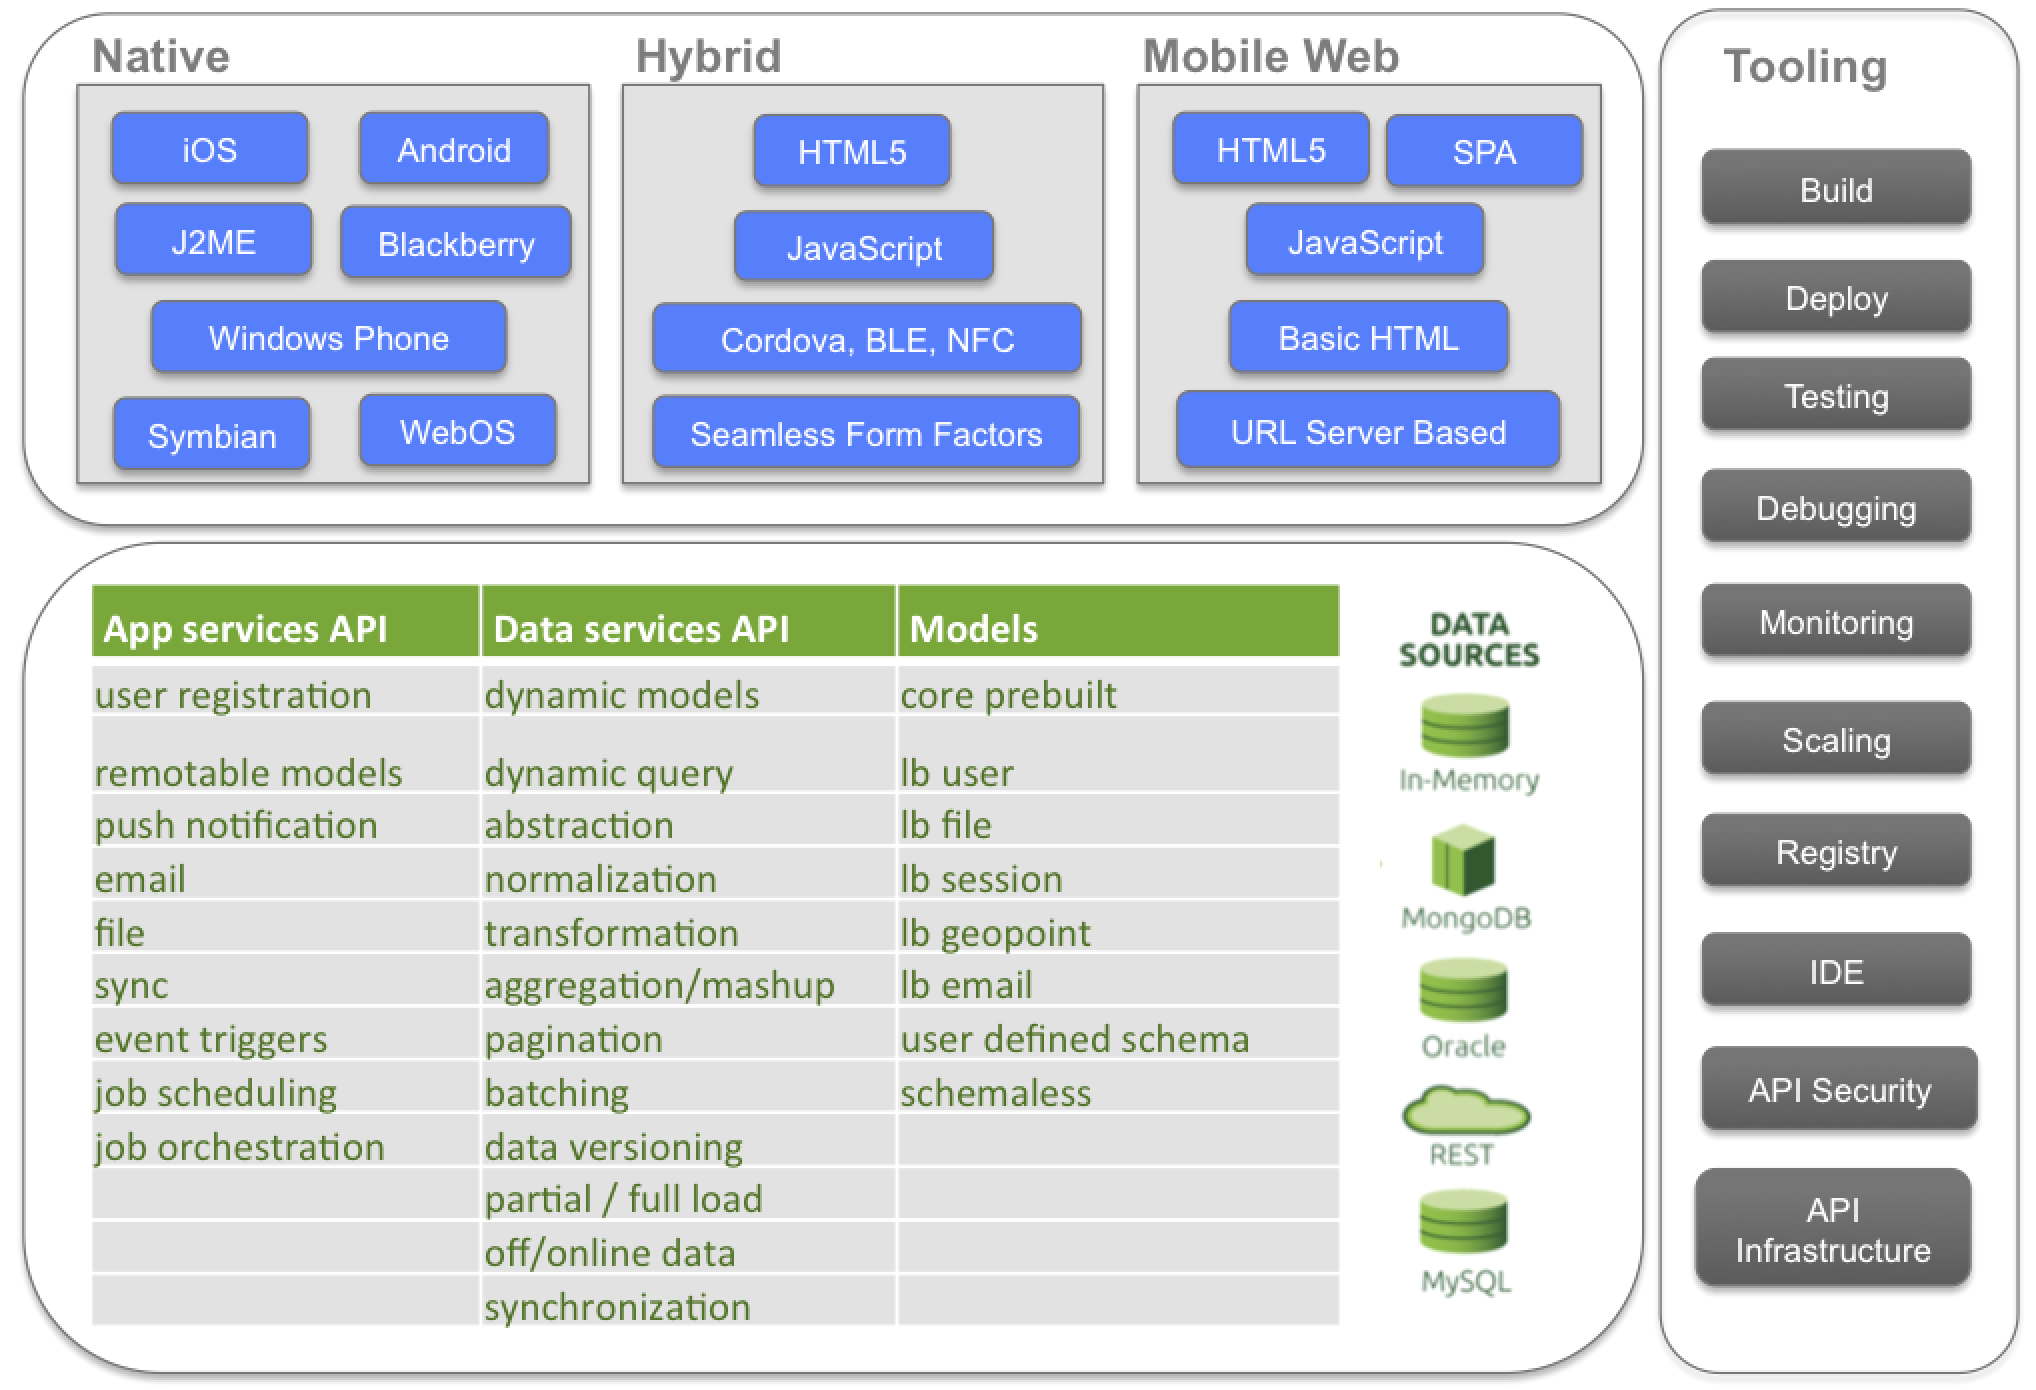 Native
iOS
Android
J2ME
Blackberry
Windows Phone
Symbian
WebOS
Hybrid
HTML5
JavaScript
Cordova, BLE, NFC
Seamless Form Factors
Mobile Web
HTML5
SPA
JavaScript
Basic HTML
URL Server Based
App services API Data services API Models
user registration dynamic models core prebuilt
remotable models dynamic query lb user
push notification abstraction lb file
email normalization lb session
file transformation lb geopoint
sync aggregation/mashup lb email
event triggers pagination user defined schema
job scheduling batching schemaless
job orchestration data versioning
partial / full load
off/online data
synchronization
DATA
SOURCES
In-Memory
MongoDB
Oracle
REST
MySQL
Tooling
Build
Deploy
Testing
Debugging
Monitoring
Scaling
Registry
IDE
API Security
API
Infrastructure